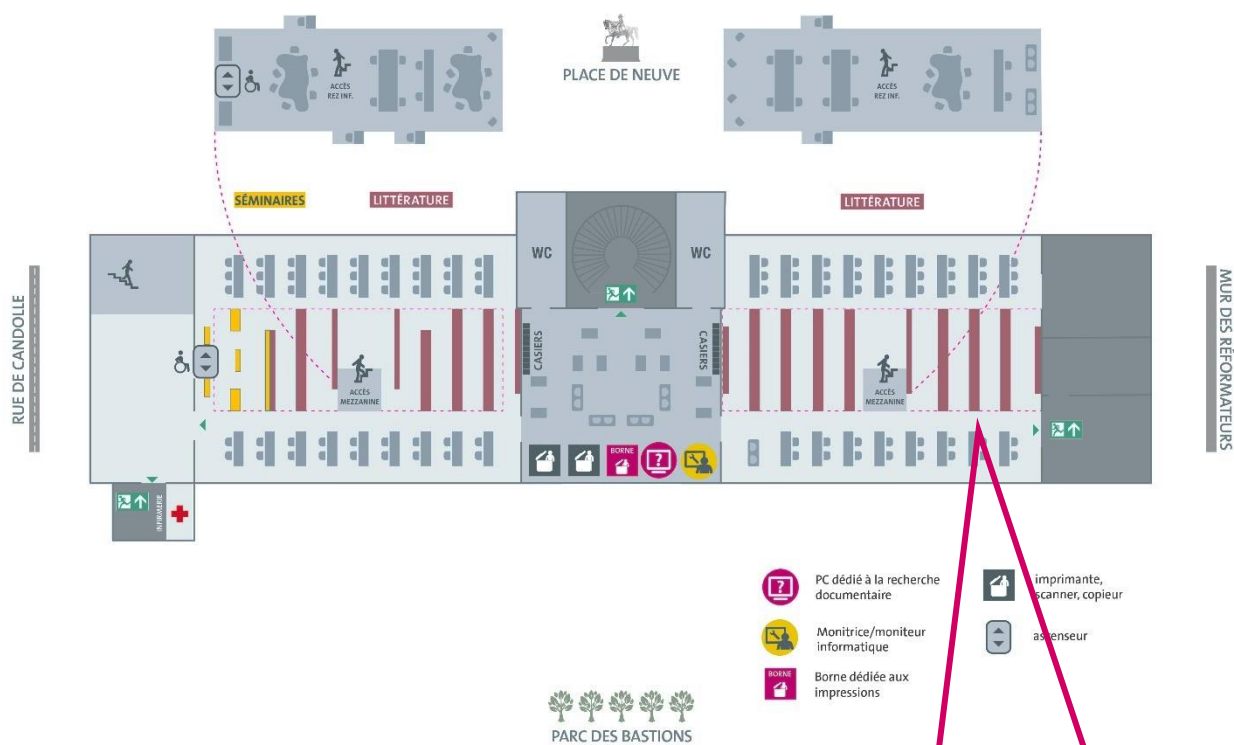 PLACE DE NEUVE
ACCÈS
REZ INF.
ACCÈS
REZ INF.
SÉMINAIRES
LITTÉRATURE
LITTÉRATURE
WC
WC
RUE DE CANDOLLE
MUR DES RÉFORMATEURS
CASIERS
CASIERS
ACCÈS
MEZZANINE
ACCÈS
MEZZANINE
BORNE
?
INFIRMERIE
?
PC dédié à la recherche
documentaire
imprimante,
scanner, copieur
Monitrice/moniteur
informatique
ascenseur
BORNE
Borne dédiée aux
impressions
PARC DES BASTIONS